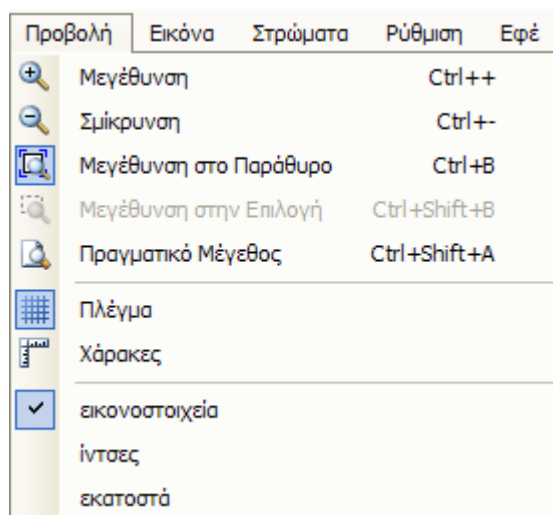 Προβολή Εικόνα Στρώματα Ρύθμιση Εφέ
Μεγέθυνση Ctrl++
Σμίκρυνση Ctrl+-
Μεγέθυνση στο Παράθυρο Ctrl+B
Μεγέθυνση στην Επιλογή Ctrl+Shift+B
Πραγματικό Μέγεθος Ctrl+Shift+A
Πλέγμα
Χάρακες
εικονοστοιχεία
ίντσες
εκατοστά